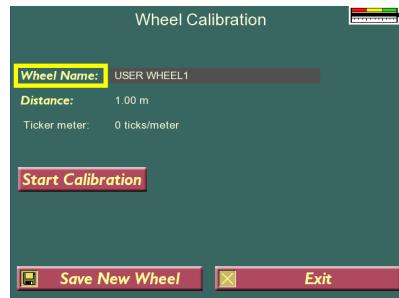 Wheel Calibration
Wheel Name: USER WHEEL1
Distance: 1.00 m
Ticker meter: 0 ticks/meter
Start Calibration
Save New Wheel Exit